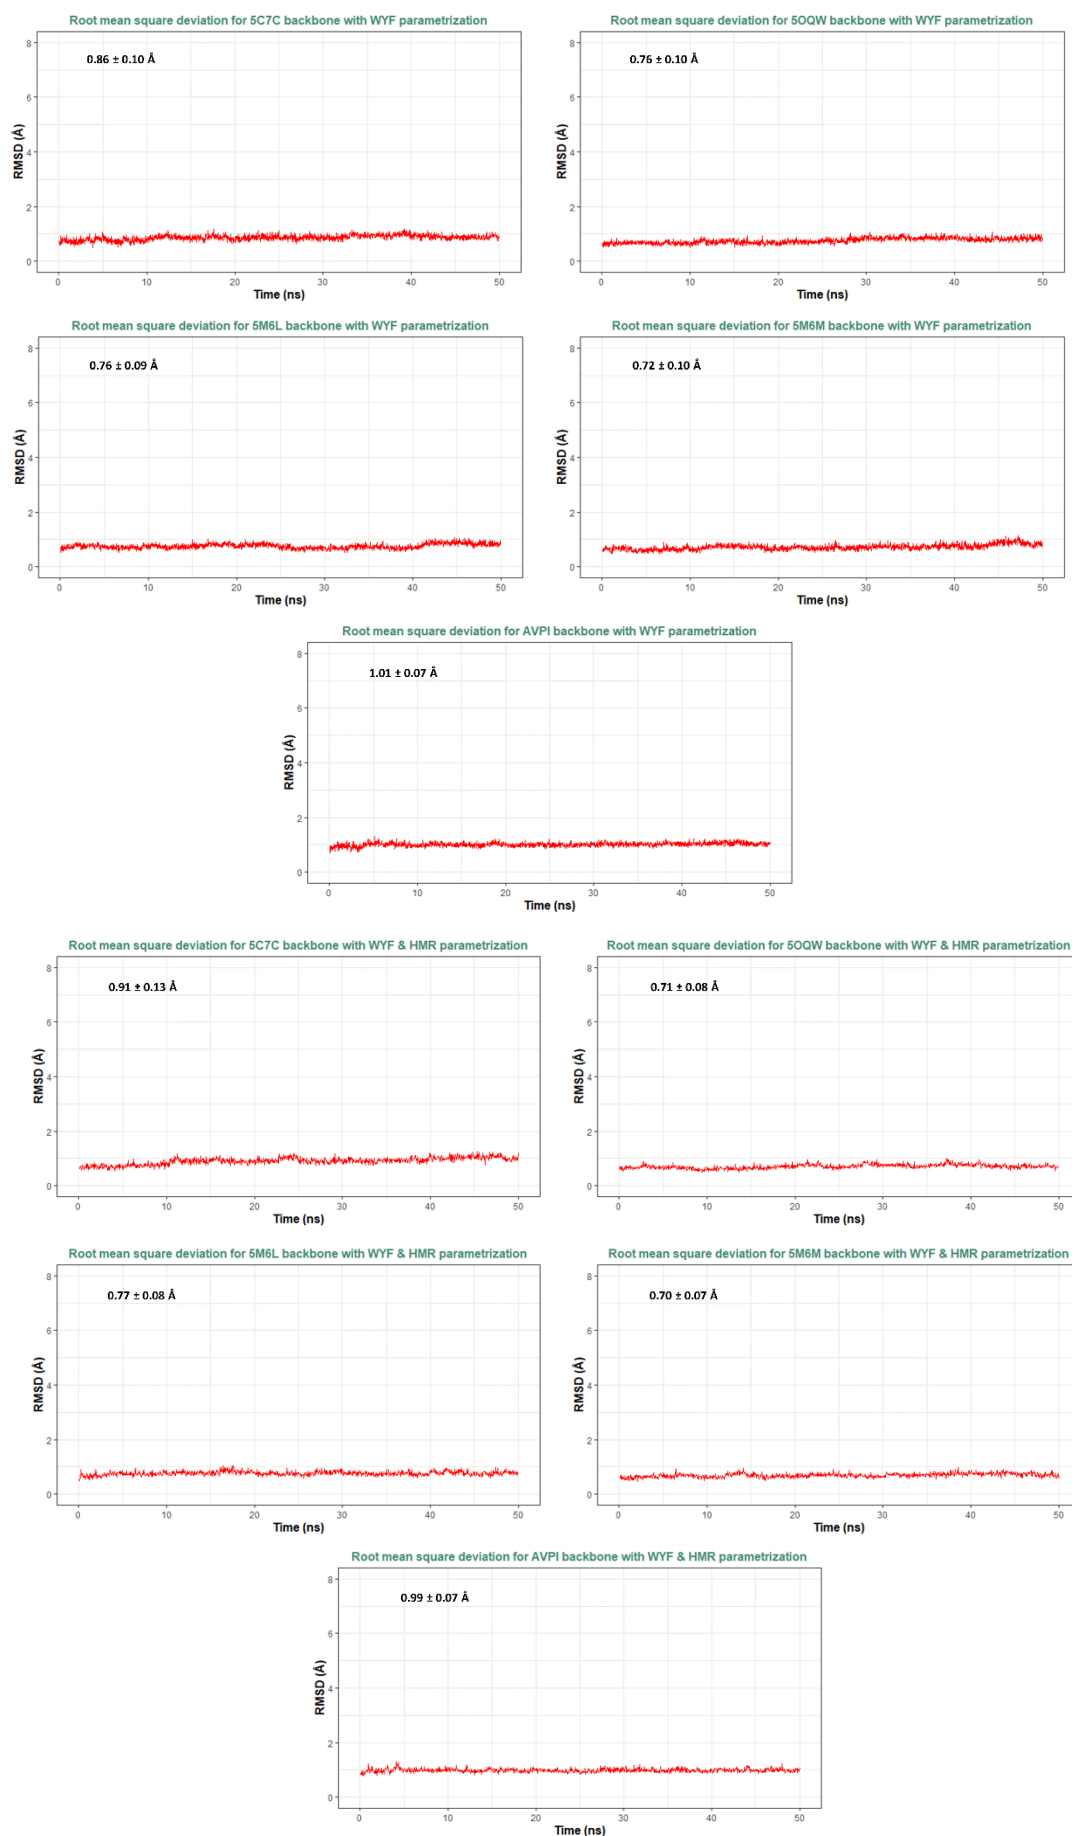 Root mean square deviation for 5C7C backbone with WYF parametrization
0.86 ± 0.10 Å
RMSD (Å)
8
6
4
2
0
0 10 20 30 40 50
Time (ns)
Root mean square deviation for 5OQW backbone with WYF parametrization
0.76 ± 0.10 Å
RMSD (Å)
8
6
4
2
0
0 10 20 30 40 50
Time (ns)
Root mean square deviation for 5M6L backbone with WYF parametrization
0.76 ± 0.09 Å
RMSD (Å)
8
6
4
2
0
0 10 20 30 40 50
Time (ns)
Root mean square deviation for 5M6M backbone with WYF parametrization
0.72 ± 0.10 Å
RMSD (Å)
8
6
4
2
0
0 10 20 30 40 50
Time (ns)
Root mean square deviation for AVPI backbone with WYF parametrization
1.01 ± 0.07 Å
RMSD (Å)
8
6
4
2
0
0 10 20 30 40 50
Time (ns)
Root mean square deviation for 5C7C backbone with WYF & HMR parametrization
0.91 ± 0.13 Å
RMSD (Å)
8
6
4
2
0
0 10 20 30 40 50
Time (ns)
Root mean square deviation for 5OQW backbone with WYF & HMR parametrization
0.71 ± 0.08 Å
RMSD (Å)
8
6
4
2
0
0 10 20 30 40 50
Time (ns)
Root mean square deviation for 5M6L backbone with WYF & HMR parametrization
0.77 ± 0.08 Å
RMSD (Å)
8
6
4
2
0
0 10 20 30 40 50
Time (ns)
Root mean square deviation for 5M6M backbone with WYF & HMR parametrization
0.70 ± 0.07 Å
RMSD (Å)
8
6
4
2
0
0 10 20 30 40 50
Time (ns)
Root mean square deviation for AVPI backbone with WYF & HMR parametrization
0.99 ± 0.07 Å
RMSD (Å)
8
6
4
2
0
0 10 20 30 40 50
Time (ns)